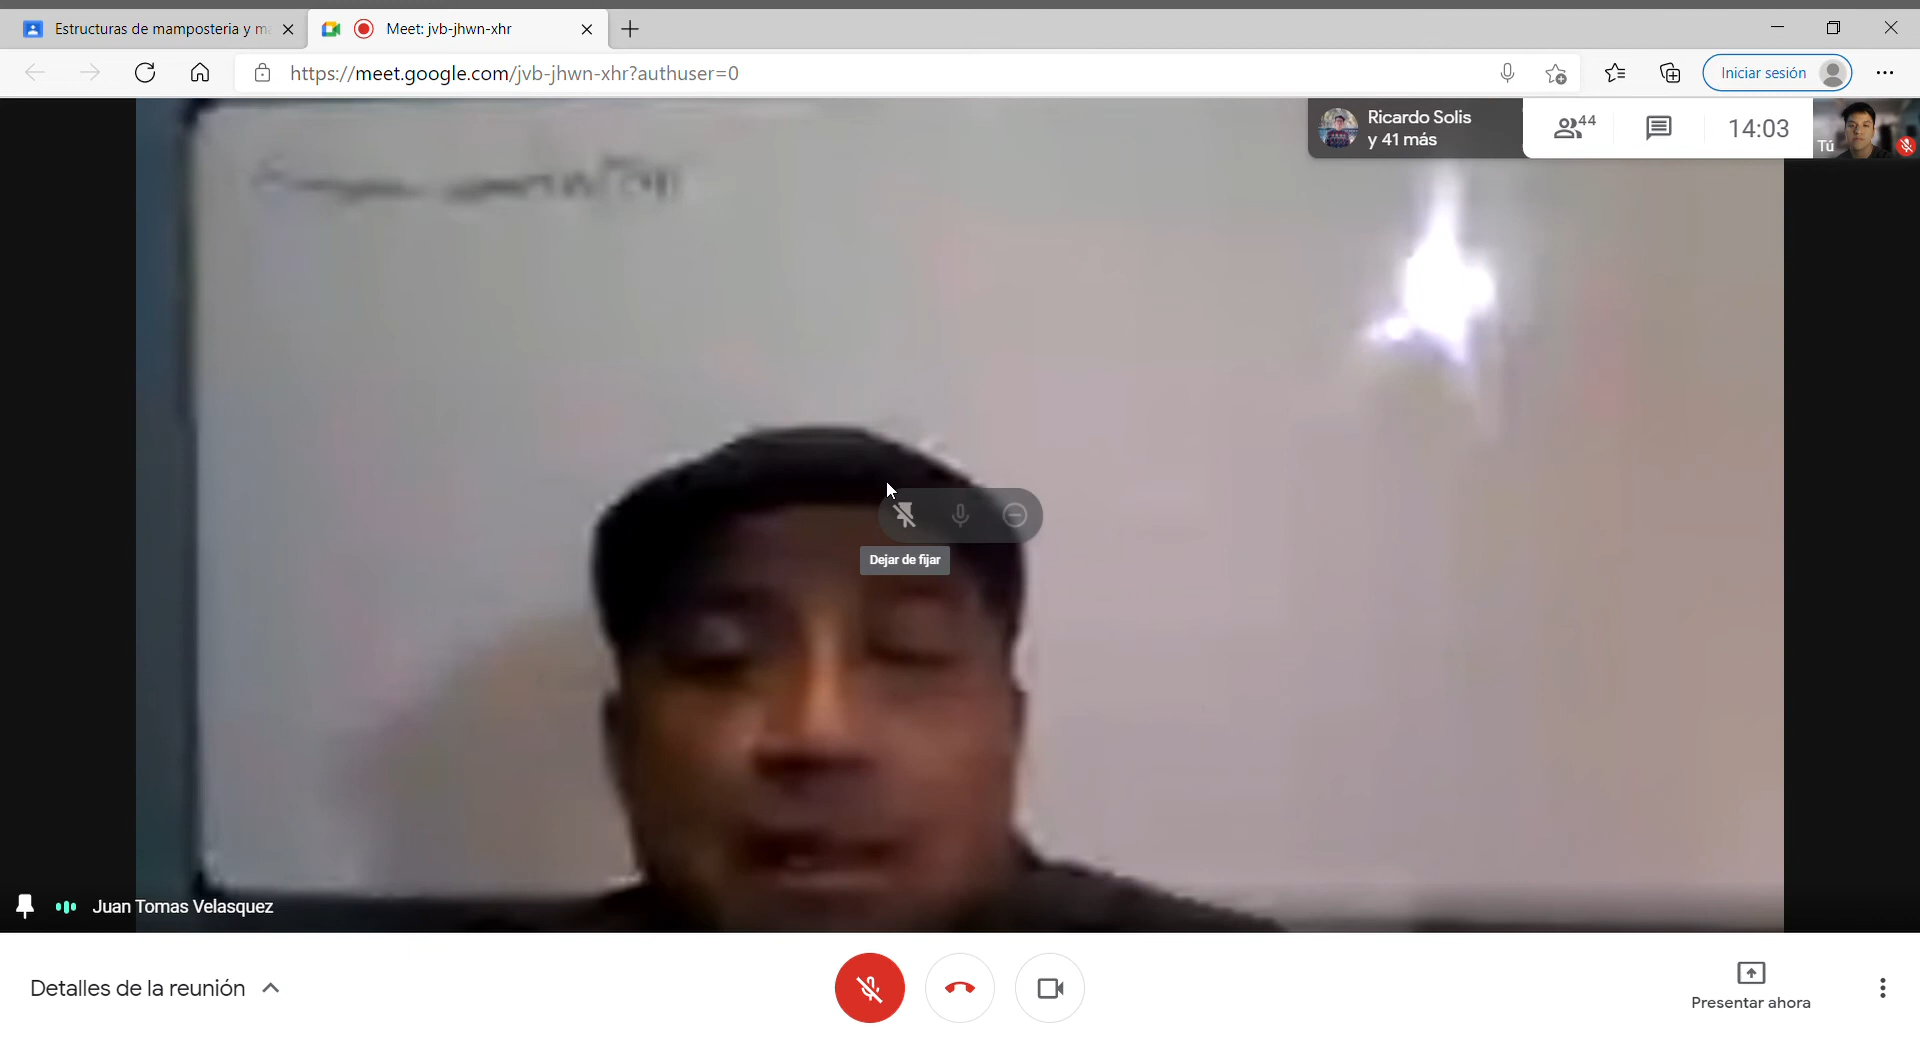 Estructuras de mamposteria y m
Meet: jvb-jhwn-xhr
https://meet.google.com/jvb-jhwn-xhr?authuser=0
Iniciar sesión
Ricardo Solis
y 41 más
44
14:03
Tú
Dejar de fijar
Juan Tomas Velasquez
Detalles de la reunión
Presentar ahora